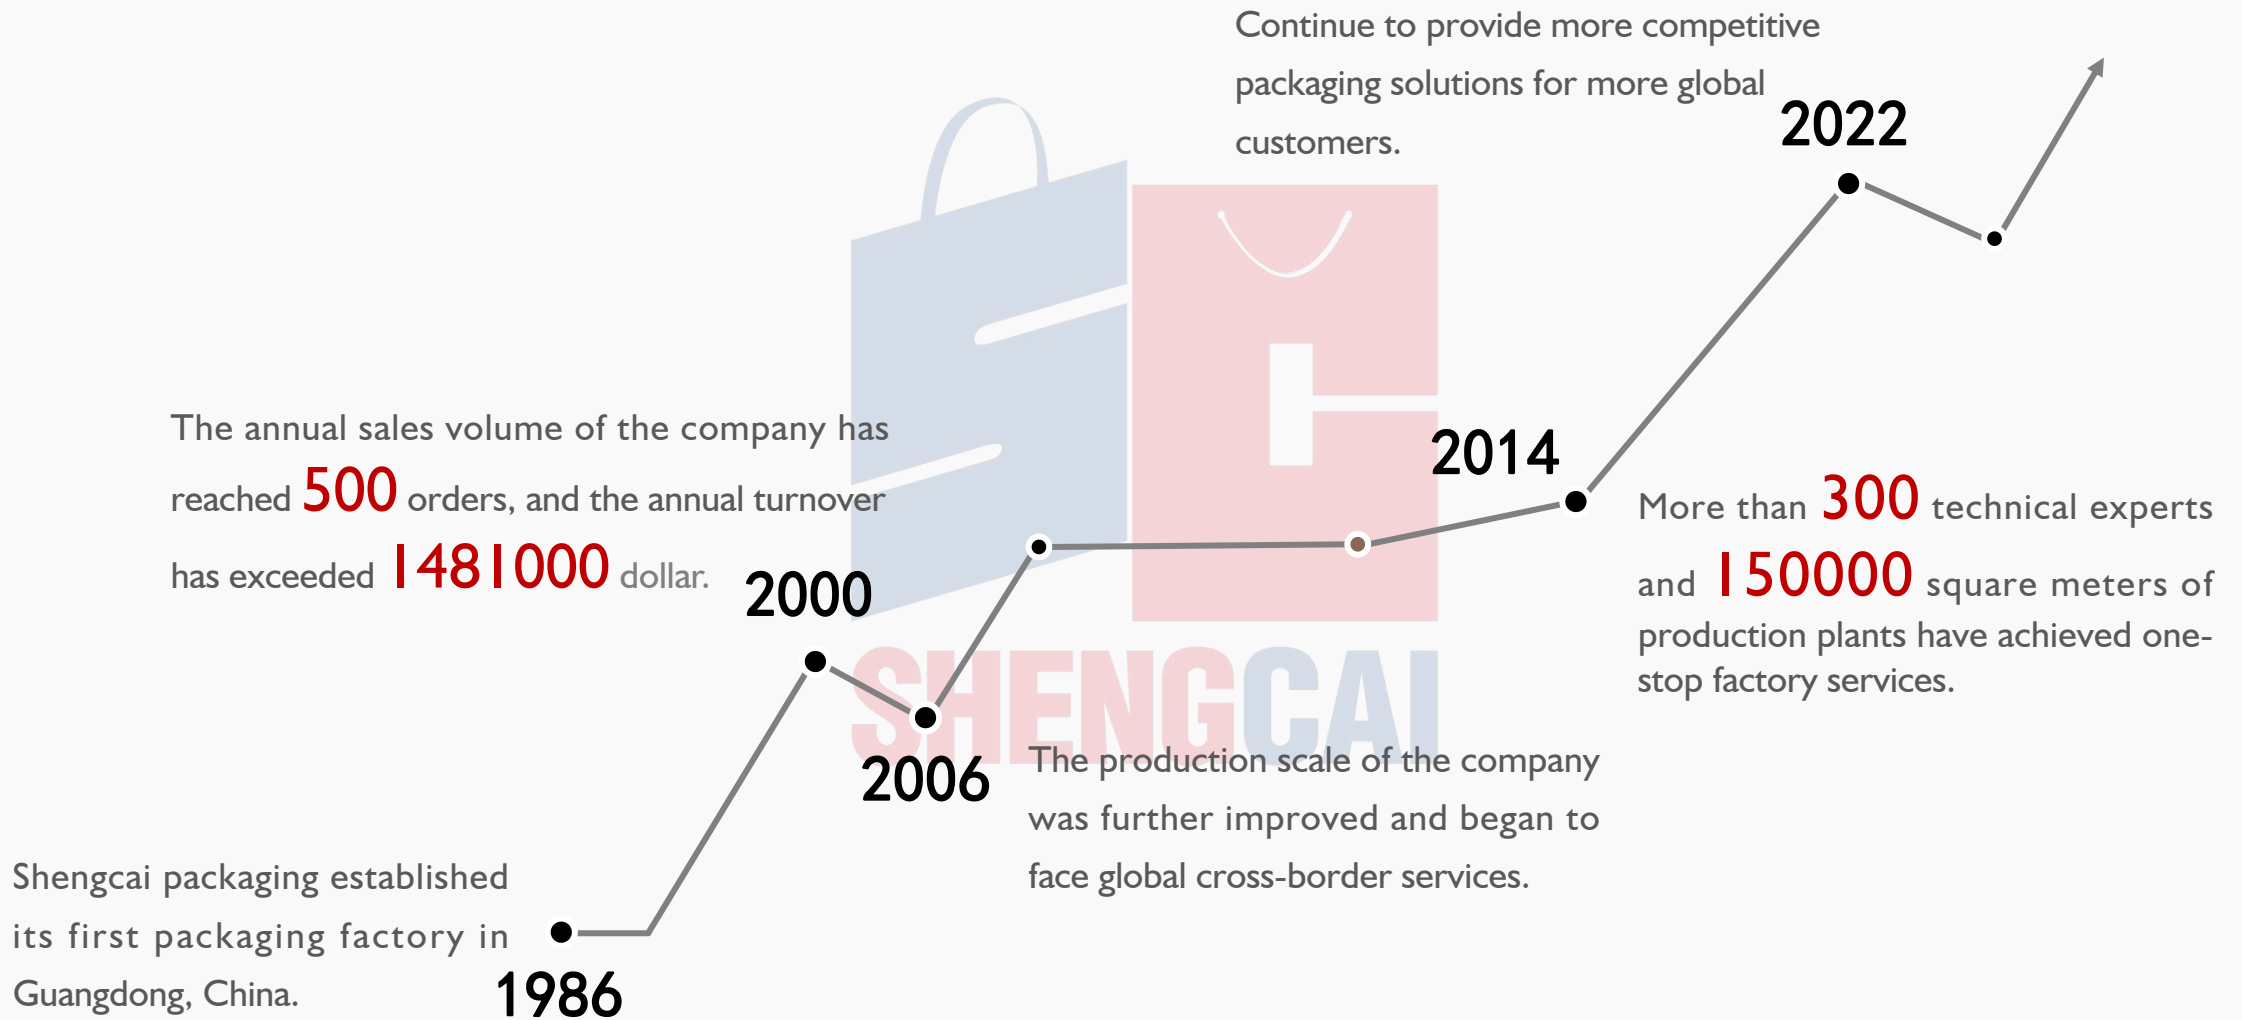 Continue to provide more competitive
packaging solutions for more global
customers.
2022
The annual sales volume of the company has
reached 500 orders, and the annual turnover
has exceeded 1481000 dollar.
2000
2014
More than 300 technical experts
and 150000 square meters of
production plants have achieved one-
stop factory services.
SHENGCAI
2006
The production scale of the company
was further improved and began to
face global cross-border services.
Shengcai packaging established
its first packaging factory in
Guangdong, China.
1986